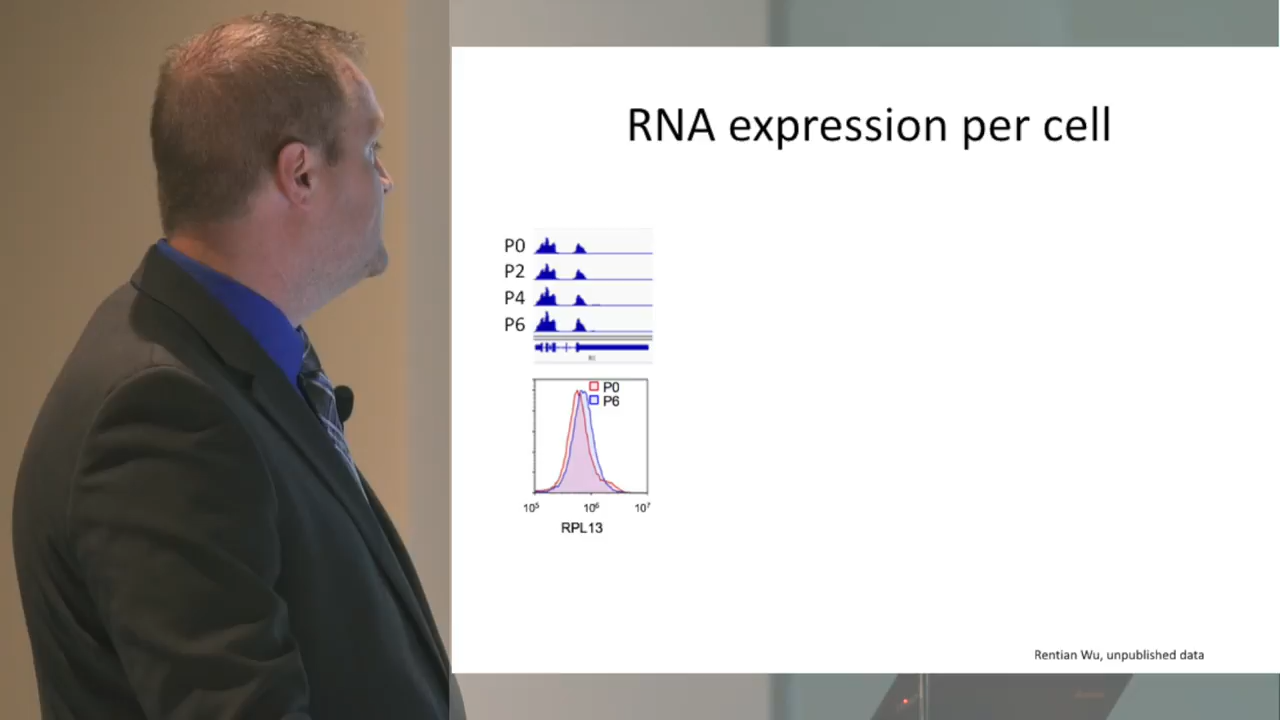 RNA expression per cell
P0
P2
P4
P6
P0
P6
10⁵ 10⁶ 10⁷
RPL13
Rentian Wu, unpublished data